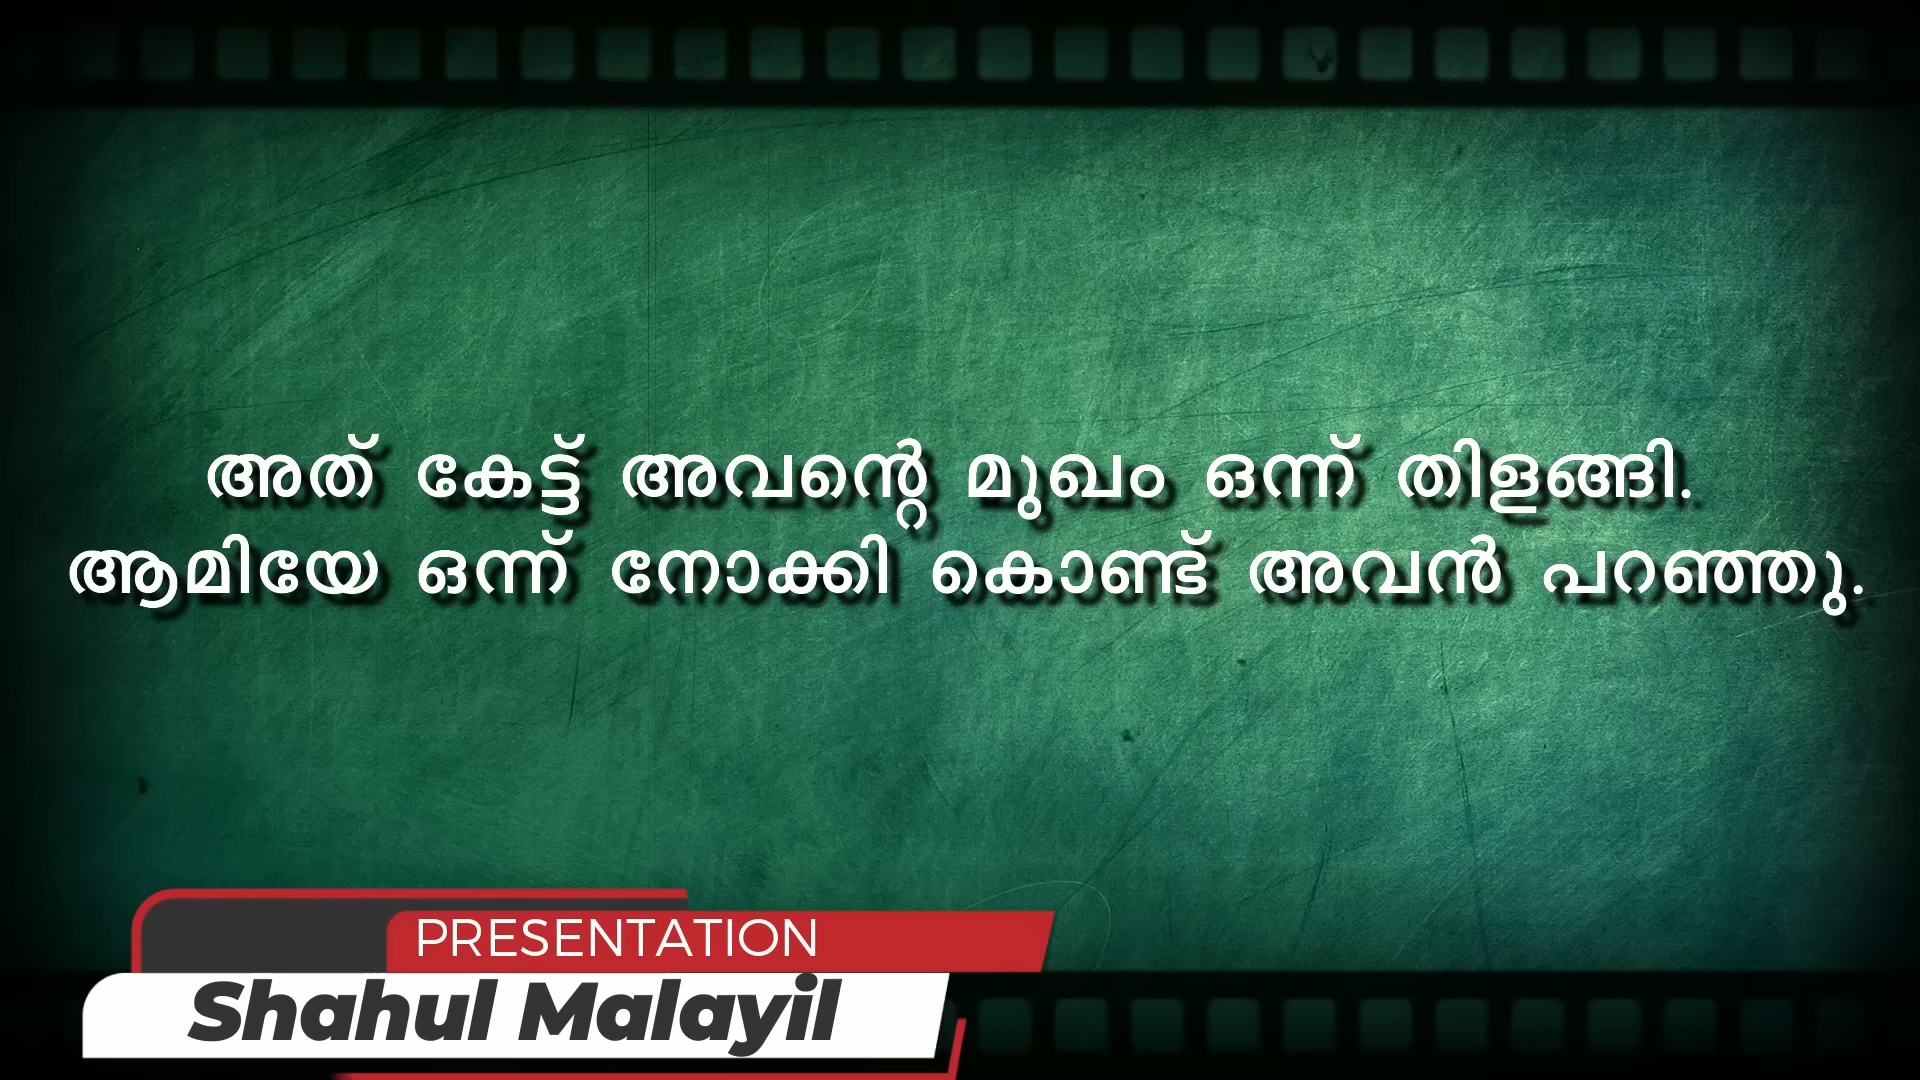 അത് കേട്ട് അവന്റെ മുഖം ഒന്ന് തിളങ്ങി.
ആമിയേ ഒന്ന് നോക്കി കൊണ്ട് അവൻ പറഞ്ഞു.
PRESENTATION
Shahul Malayil